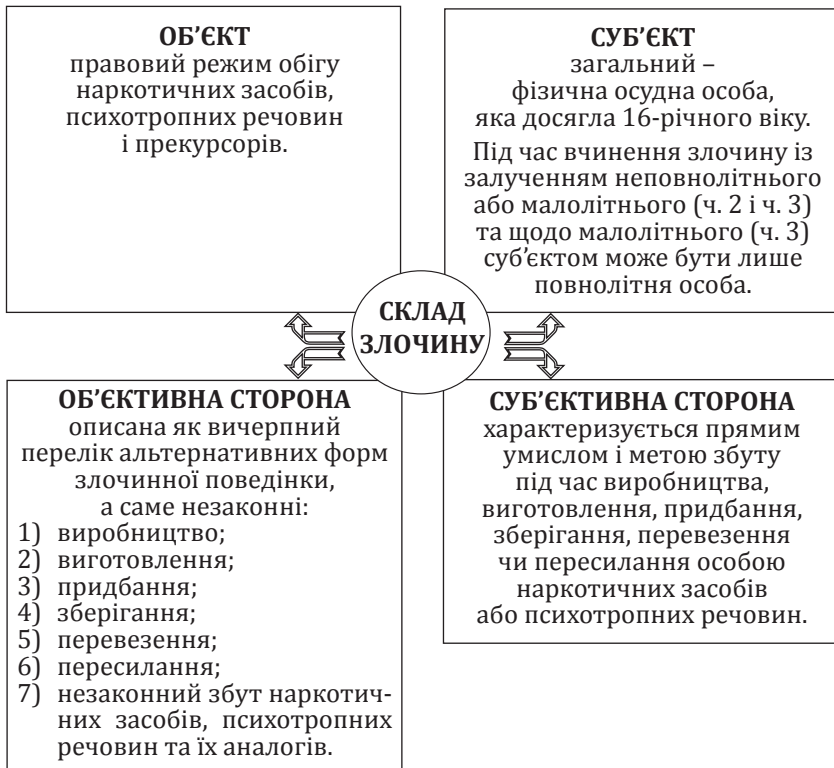 ОБ’ЄКТ
правовий режим обігу
наркотичних засобів,
психотропних речовин
і прекурсорів.
СУБ’ЄКТ
загальний –
фізична осудна особа,
яка досягла 16-річного віку.
Під час вчинення злочину із
залученням неповнолітнього
або малолітнього (ч. 2 і ч. 3)
та щодо малолітнього (ч. 3)
суб’єктом може бути лише
повнолітня особа.
СКЛАД
ЗЛОЧИНУ
ОБ’ЄКТИВНА СТОРОНА
описана як вичерпний
перелік альтернативних форм
злочинної поведінки,
а саме незаконні:
1) виробництво;
2) виготовлення;
3) придбання;
4) зберігання;
5) перевезення;
6) пересилання;
7) незаконний збут наркотич-
них засобів, психотропних
речовин та їх аналогів.
СУБ’ЄКТИВНА СТОРОНА
характеризується прямим
умислом і метою збуту
під час виробництва,
виготовлення, придбання,
зберігання, перевезення
чи пересилання особою
наркотичних засобів
або психотропних речовин.